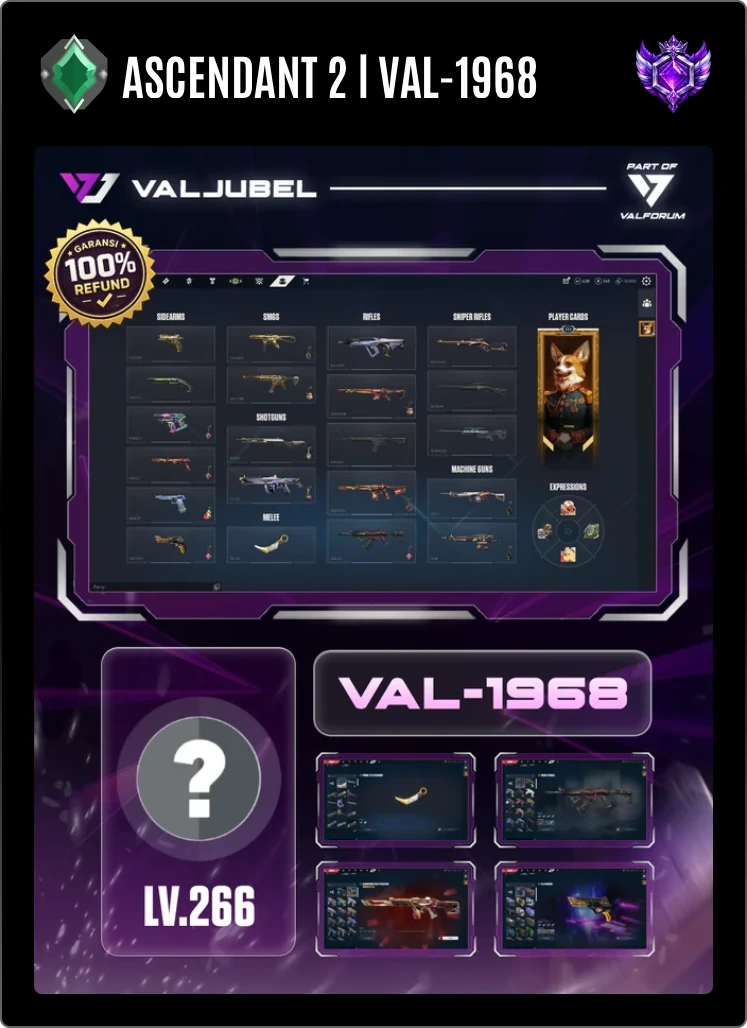 ASCENDANT 2 | VAL-1968
VALJUBEL
PART OF
VALFORUM
GARANSI
100%
REFUND
SIDEARMS
SMGS
RIFLES
SNIPER RIFLES
PLAYER CARDS
SHOTGUNS
MACHINE GUNS
EXPRESSIONS
MELEE
Party
VAL-1968
?
LV.266